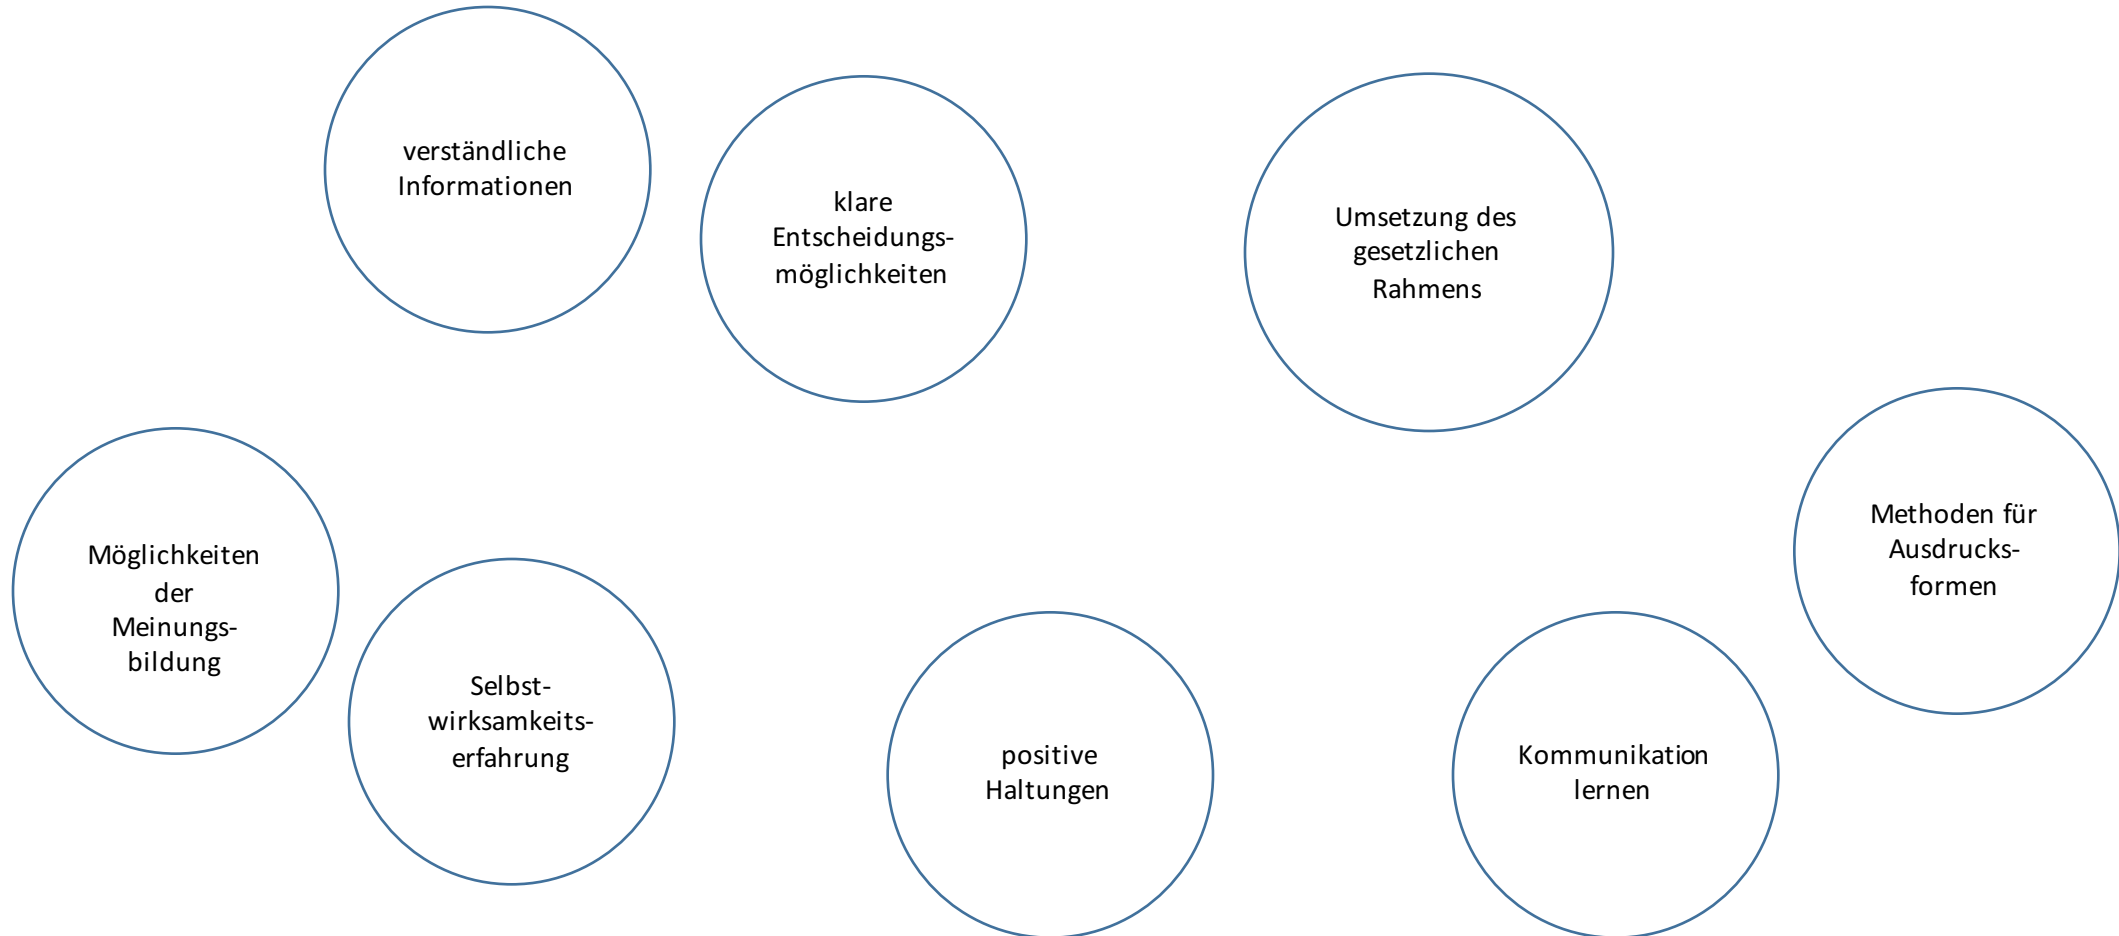 verständliche
Informationen
klare
Entscheidungs-
möglichkeiten
Umsetzung des
gesetzlichen
Rahmens
Möglichkeiten
der
Meinungs-
bildung
Selbst-
wirksamkeits-
erfahrung
positive
Haltungen
Kommunikation
lernen
Methoden für
Ausdrucks-
formen